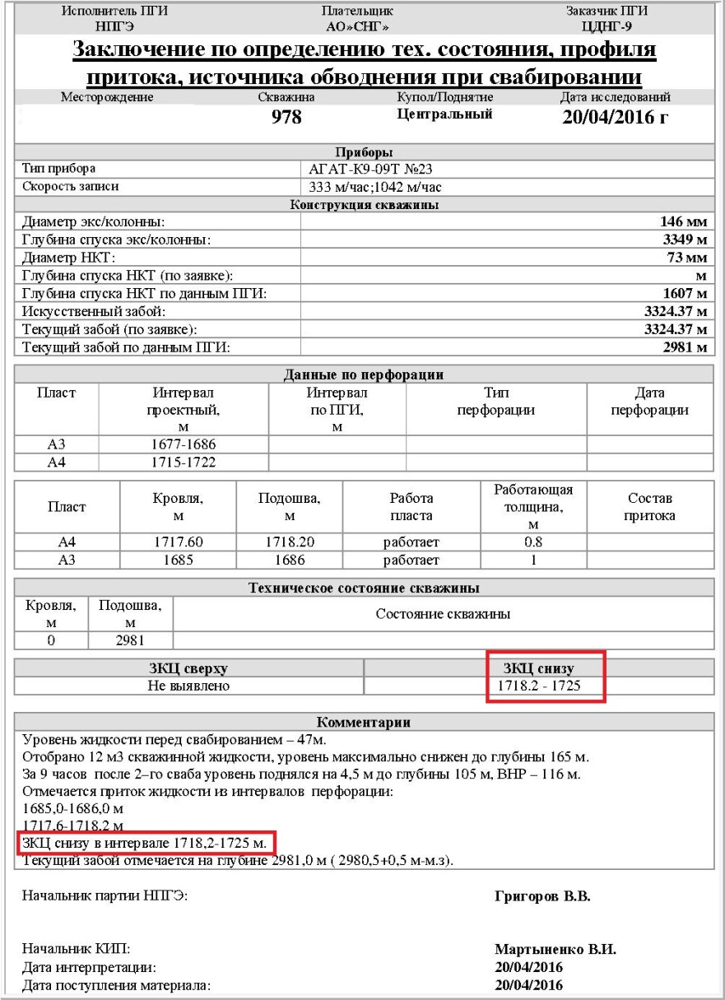 Исполнитель ПГИ Плательщик Заказчик ПГИ
НПГЭ АО»СНГ» ЦДНГ-9
Заключение по определению тех. состояния, профиля
притока, источника обводнения при свабировании
Месторождение Скважина Купол/Поднятие Дата исследований
978 Центральный 20/04/2016 г
Приборы
Тип прибора АГАТ-К9-09Т №23
Скорость записи 333 м/час;1042 м/час
Конструкция скважины
Диаметр экс/колонны: 146 мм
Глубина спуска экс/колонны: 3349 м
Диаметр НКТ: 73 мм
Глубина спуска НКТ (по заявке): м
Глубина спуска НКТ по данным ПГИ: 1607 м
Искусственный забой: 3324.37 м
Текущий забой (по заявке): 3324.37 м
Текущий забой по данным ПГИ: 2981 м
Данные по перфорации
Пласт Интервал Интервал Тип Дата
проектный, по ПГИ, перфорации перфорации
м м
А3 1677-1686
А4 1715-1722
Пласт Кровля, Подошва, Работа Работающая Состав
м м пласта толщина, притока
м
А4 1717.60 1718.20 работает 0.8
А3 1685 1686 работает 1
Техническое состояние скважины
Кровля, Подошва, Состояние скважины
м м
0 2981
ЗКЦ сверху ЗКЦ снизу
Не выявлено 1718.2 - 1725
Комментарии
Уровень жидкости перед свабированием – 47м.
Отобрано 12 м3 скважинной жидкости, уровень максимально снижен до глубины 165 м.
За 9 часов после 2–го сваба уровень поднялся на 4,5 м до глубины 105 м, ВНР – 116 м.
Отмечается приток жидкости из интервалов перфорации:
1685,0-1686,0 м
1717,6-1718,2 м
ЗКЦ снизу в интервале 1718,2-1725 м.
Текущий забой отмечается на глубине 2981,0 м ( 2980,5+0,5 м-м.з).
Начальник партии НПГЭ: Григоров В.В.
Начальник КИП: Мартыненко В.И.
Дата интерпретации: 20/04/2016
Дата поступления материала: 20/04/2016